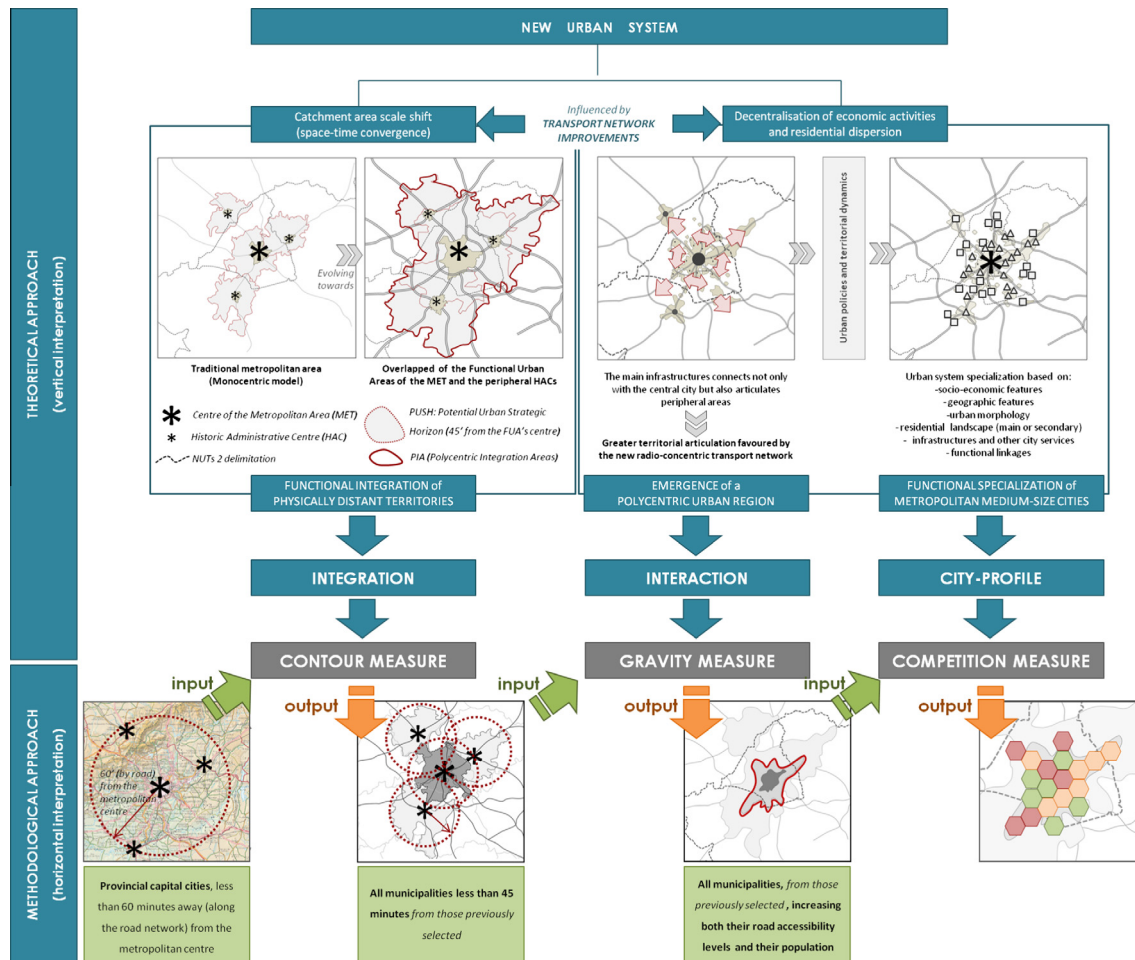 NEW URBAN SYSTEM
Catchment area scale shift
(space-time convergence)
Influenced by
TRANSPORT NETWORK
IMPROVEMENTS
Decentralisation of economic activities
and residential dispersion
THEORETICAL APPROACH
(vertical interpretation)
Evolving
towards
Urban policies and territorial dynamics
Traditional metropolitan area
(Monocentric model)
Overlapped of the Functional Urban
Areas of the MET and the peripheral HACs
The main infrastructures connects not only
with the central city but also articulates
peripheral areas
Greater territorial articulation favoured by
the new radio-concentric transport network
Urban system specialization based on:
-socio-economic features
-geographic features
-urban morphology
-residential landscape (main or secondary)
- infrastructures and other city services
- functional linkages
Centre of the Metropolitan Area (MET)
Historic Administrative Centre (HAC)
NUTs 2 delimitation
PUSH: Potential Urban Strategic
Horizon (45' from the FUA's centre)
PIA (Polycentric Integration Areas)
FUNCTIONAL INTEGRATION of
PHYSICALLY DISTANT TERRITORIES
EMERGENCE of a
POLYCENTRIC URBAN REGION
FUNCTIONAL SPECIALIZATION of
METROPOLITAN MEDIUM-SIZE CITIES
INTEGRATION
INTERACTION
CITY-PROFILE
CONTOUR MEASURE
GRAVITY MEASURE
COMPETITION MEASURE
METHODOLOGICAL APPROACH
(horizontal interpretation)
input
output
input
output
input
output
60' (by road)
from the
metropolitan
centre
Provincial capital cities, less
than 60 minutes away (along
the road network) from the
metropolitan centre
All municipalities less than 45
minutes from those previously
selected
All municipalities, from those
previously selected , increasing
both their road accessibility
levels and their population